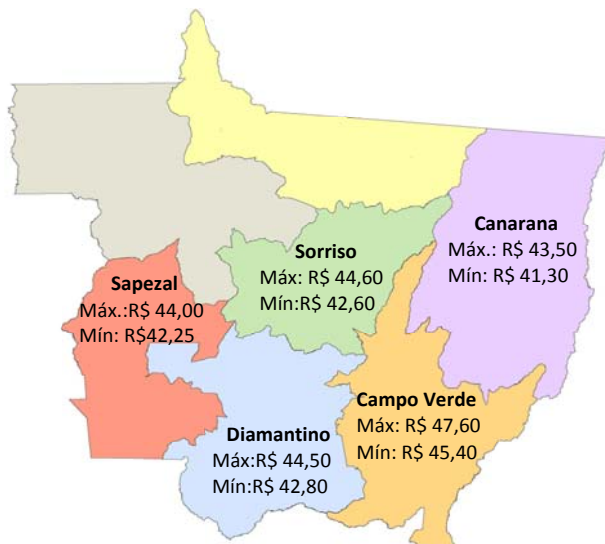 Canarana
Máx.: R$ 43,50
Mín: R$ 41,30
Sorriso
Máx: R$ 44,60
Mín:R$ 42,60
Sapezal
Máx.:R$ 44,00
Mín: R$42,25
Campo Verde
Máx: R$ 47,60
Mín: R$ 45,40
Diamantino
Máx:R$ 44,50
Mín:R$ 42,80